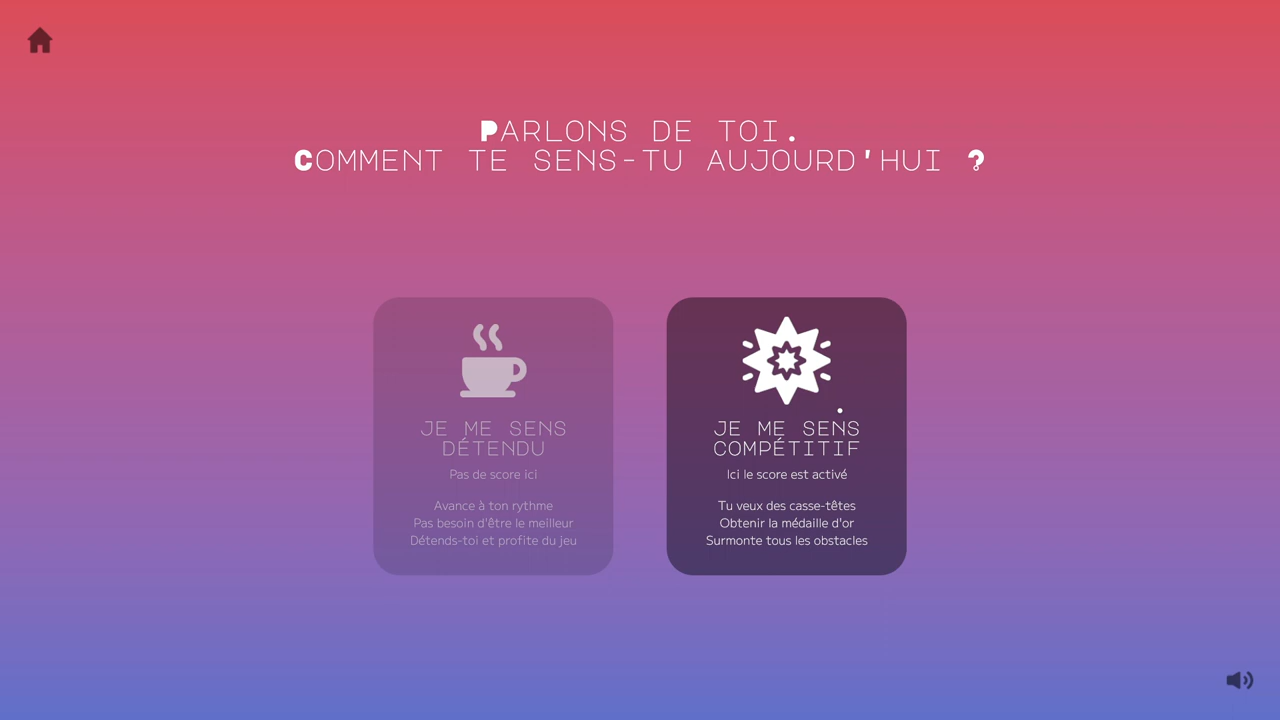 PARLONS DE TOI.
COMMENT TE SENS-TU AUJOURD'HUI ?
JE ME SENS
DÉTENDU
Pas de score ici
Avance à ton rythme
Pas besoin d'être le meilleur
Détends-toi et profite du jeu
JE ME SENS
COMPÉTITIF
Ici le score est activé
Tu veux des casse-têtes
Obtenir la médaille d'or
Surmonte tous les obstacles